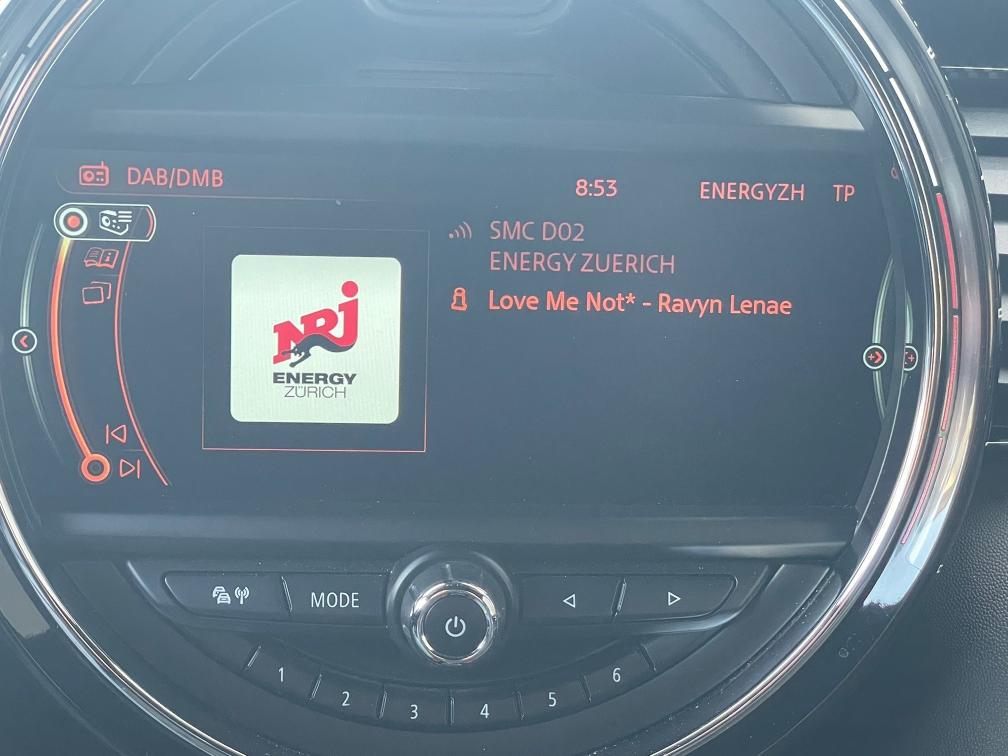 DAB/DMB
8:53 ENERGYZH TP
SMC D02
ENERGY ZUERICH
Love Me Not* - Ravyn Lenae
NRJ
ENERGY
ZÜRICH
MODE
1 2 3 4 5 6